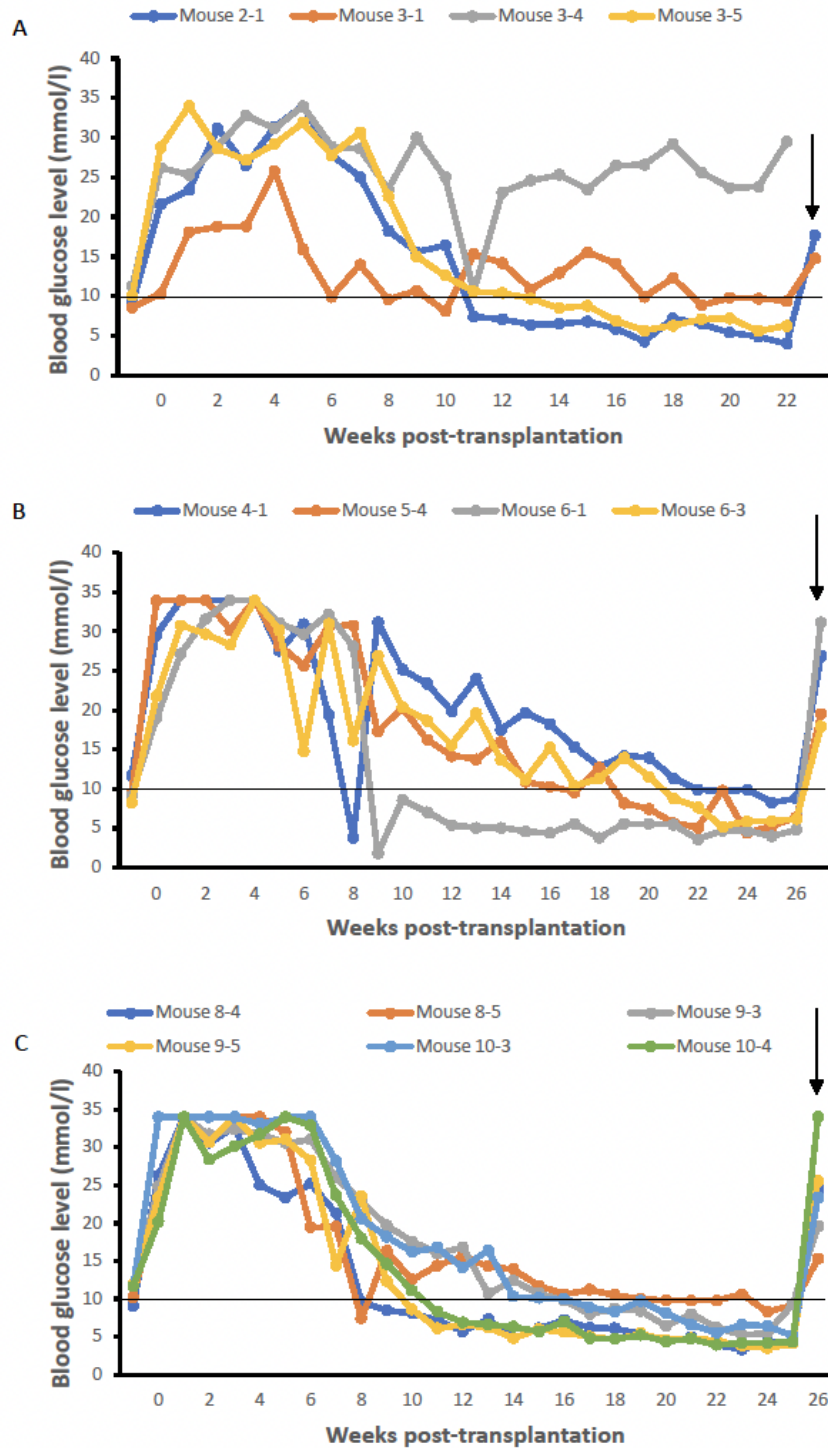 A
Mouse 2-1 Mouse 3-1 Mouse 3-4 Mouse 3-5
Blood glucose level (mmol/l)
40
35
30
25
20
15
10
5
0
0 2 4 6 8 10 12 14 16 18 20 22
Weeks post-transplantation
B
Mouse 4-1 Mouse 5-4 Mouse 6-1 Mouse 6-3
Blood glucose level (mmol/l)
40
35
30
25
20
15
10
5
0
0 2 4 6 8 10 12 14 16 18 20 22 24 26
Weeks post-transplantation
C
Mouse 8-4 Mouse 8-5 Mouse 9-3
Mouse 9-5 Mouse 10-3 Mouse 10-4
Blood glucose level (mmol/l)
40
35
30
25
20
15
10
5
0
0 2 4 6 8 10 12 14 16 18 20 22 24 26
Weeks post-transplantation